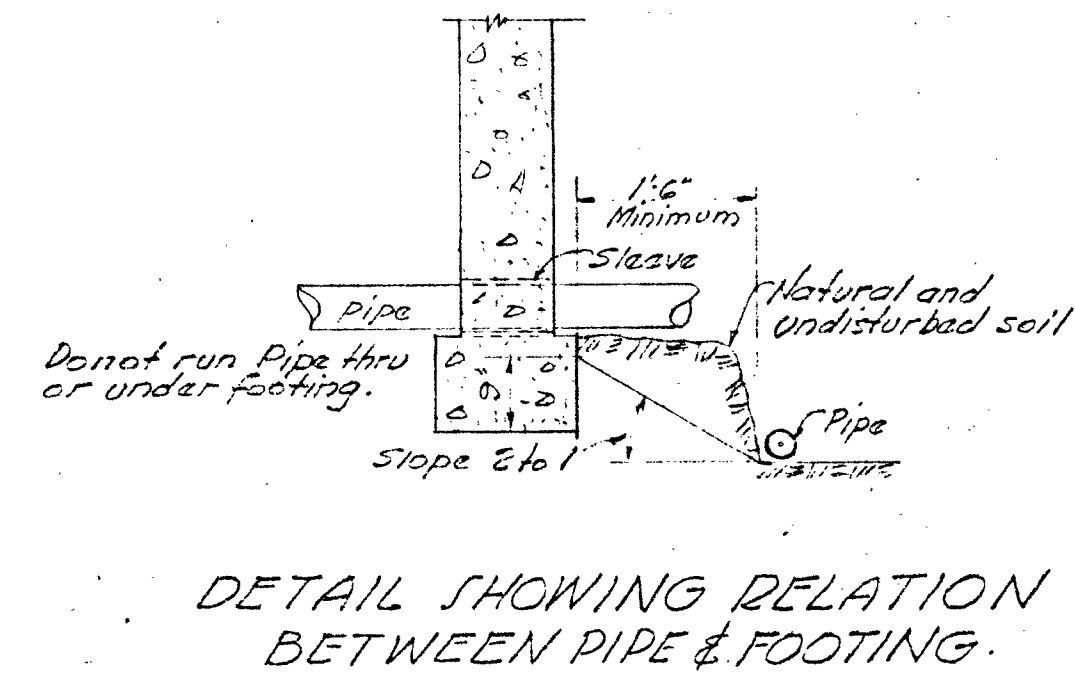 1'-6"
Minimum
Sleeve
Pipe
Natural and
undisturbed soil
Do not run Pipe thru
or under footing.
9"
Pipe
Slope 2 to 1
DETAIL SHOWING RELATION
BETWEEN PIPE & FOOTING.